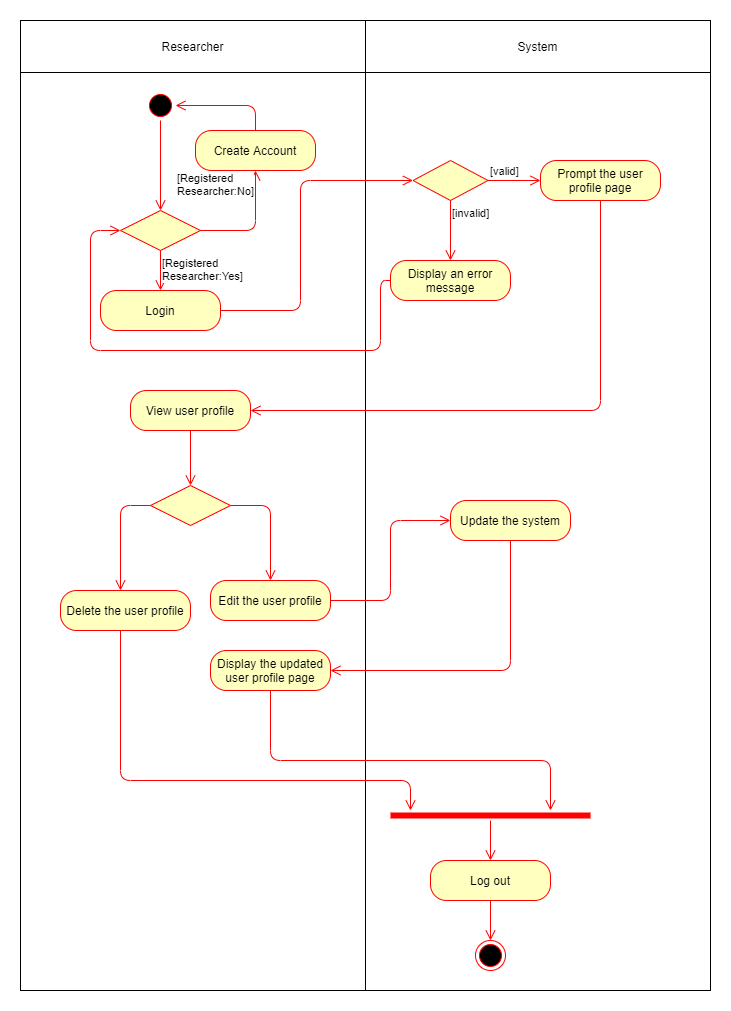 Researcher
System
Create Account
[Registered
Researcher:No]
[valid]
Prompt the user
profile page
[invalid]
[Registered
Researcher:Yes]
Display an error
message
Login
View user profile
Update the system
Delete the user profile
Edit the user profile
Display the updated
user profile page
Log out